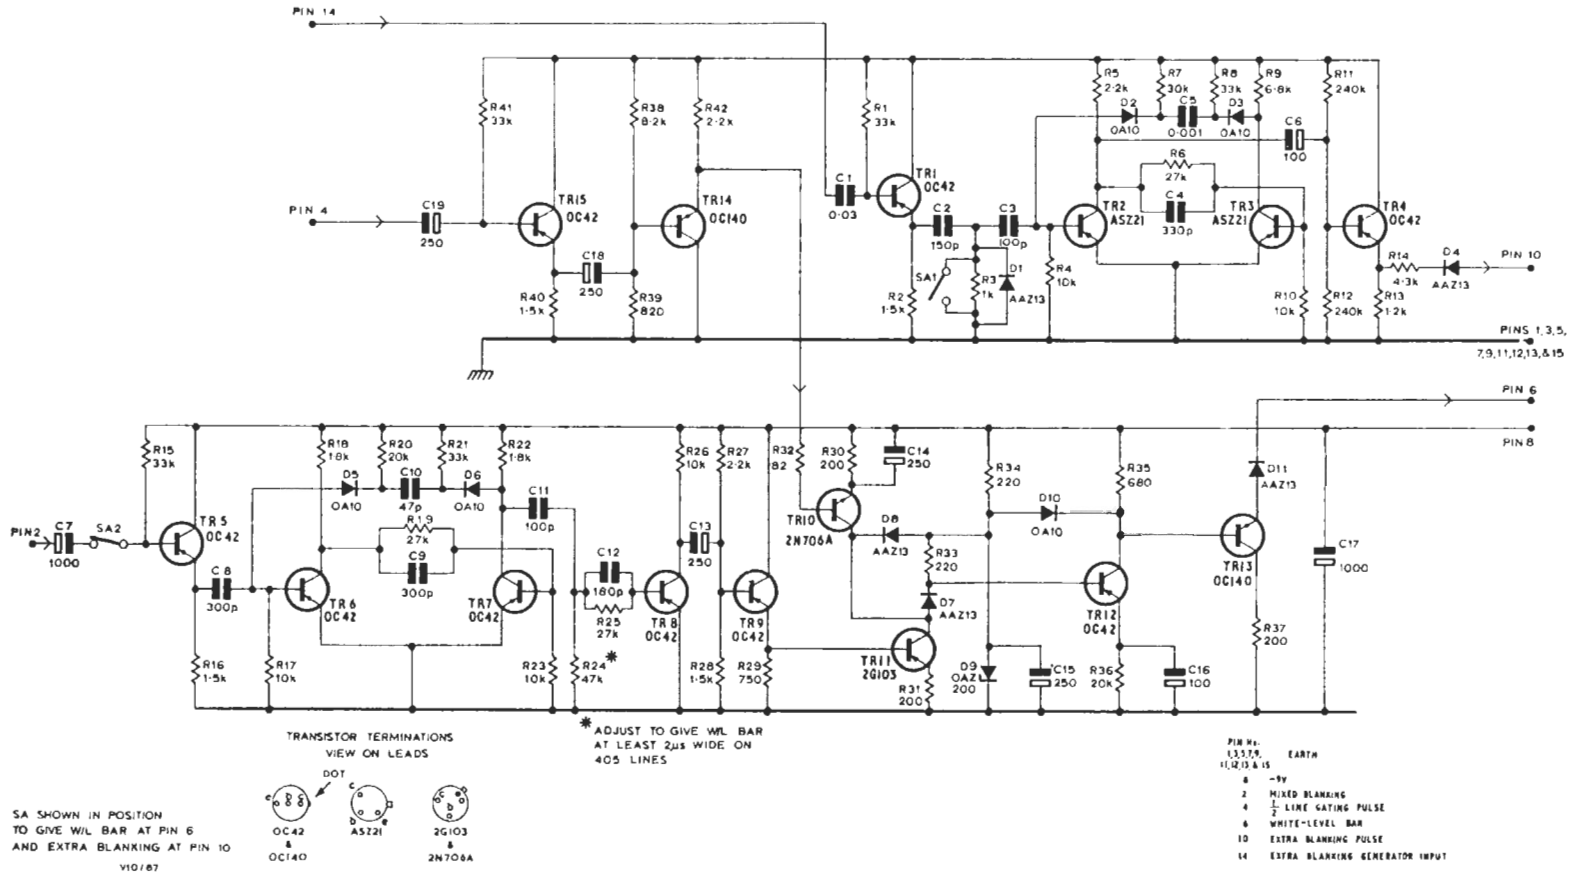 PIN 14
R41
33k
R38
8·2k
R42
2·2k
R1
33k
R5
2·2k
R7
30k
R8
33k
R9
6·8k
R11
240k
D2
OA10
C5
0·001
D3
OA10
C6
100
PIN 4
C19
250
TR15
OC42
TR14
OC140
C1
0·03
TR1
OC42
R6
27k
C4
330p
TR2
ASZ21
TR3
ASZ21
TR4
OC42
C18
250
R40
1·5k
R39
820
C2
150p
C3
100p
SA1
R3
1k
D1
AAZ13
R2
1·5k
R4
10k
R10
10k
R12
240k
R14
4·3k
D4
AAZ13
R13
1·2k
PIN 10
PINS 1,3,5,
7,9,11,12,13,&15
PIN 6
PIN 8
R15
33k
R18
1·8k
R20
20k
R21
33k
R22
1·8k
D5
OA10
C10
47p
D6
OA10
C11
100p
R26
10k
R27
2·2k
R32
82
R30
200
C14
250
R34
220
R35
680
D11
AAZ13
PIN2
C7
1000
SA2
TR5
OC42
R19
27k
C9
300p
C8
300p
TR6
OC42
TR7
OC42
C12
180p
R25
27k
C13
250
TR8
OC42
TR9
OC42
TR10
2N706A
D8
AAZ13
R33
220
D10
OA10
D7
AAZ13
TR11
2G103
TR12
OC42
TR13
OC140
C17
1000
R16
1·5k
R17
10k
R23
10k
R24 *
47k
R28
1·5k
R29
750
R31
200
D9
OAZ
200
C15
250
R36
20k
C16
100
R37
200
* ADJUST TO GIVE W/L BAR
AT LEAST 2µs WIDE ON
405 LINES
TRANSISTOR TERMINATIONS
VIEW ON LEADS
DOT
e b c
OC42
&
OC140
c
b e
ASZ21
2G103
&
2N706A
SA SHOWN IN POSITION
TO GIVE W/L BAR AT PIN 6
AND EXTRA BLANKING AT PIN 10
V10/67
PIN No.
1,3,5,7,9,
11,12,13 & 15 EARTH
8 -9V
2 MIXED BLANKING
4 ½ LINE GATING PULSE
6 WHITE-LEVEL BAR
10 EXTRA BLANKING PULSE
14 EXTRA BLANKING GENERATOR INPUT